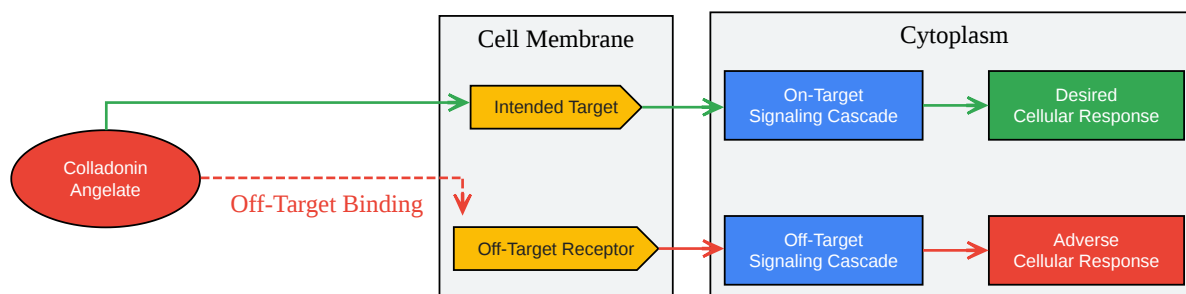 Cell Membrane
Cytoplasm
Intended Target
On-Target
Signaling Cascade
Desired
Cellular Response
Colladonin
Angelate
Off-Target Binding
Off-Target Receptor
Off-Target
Signaling Cascade
Adverse
Cellular Response